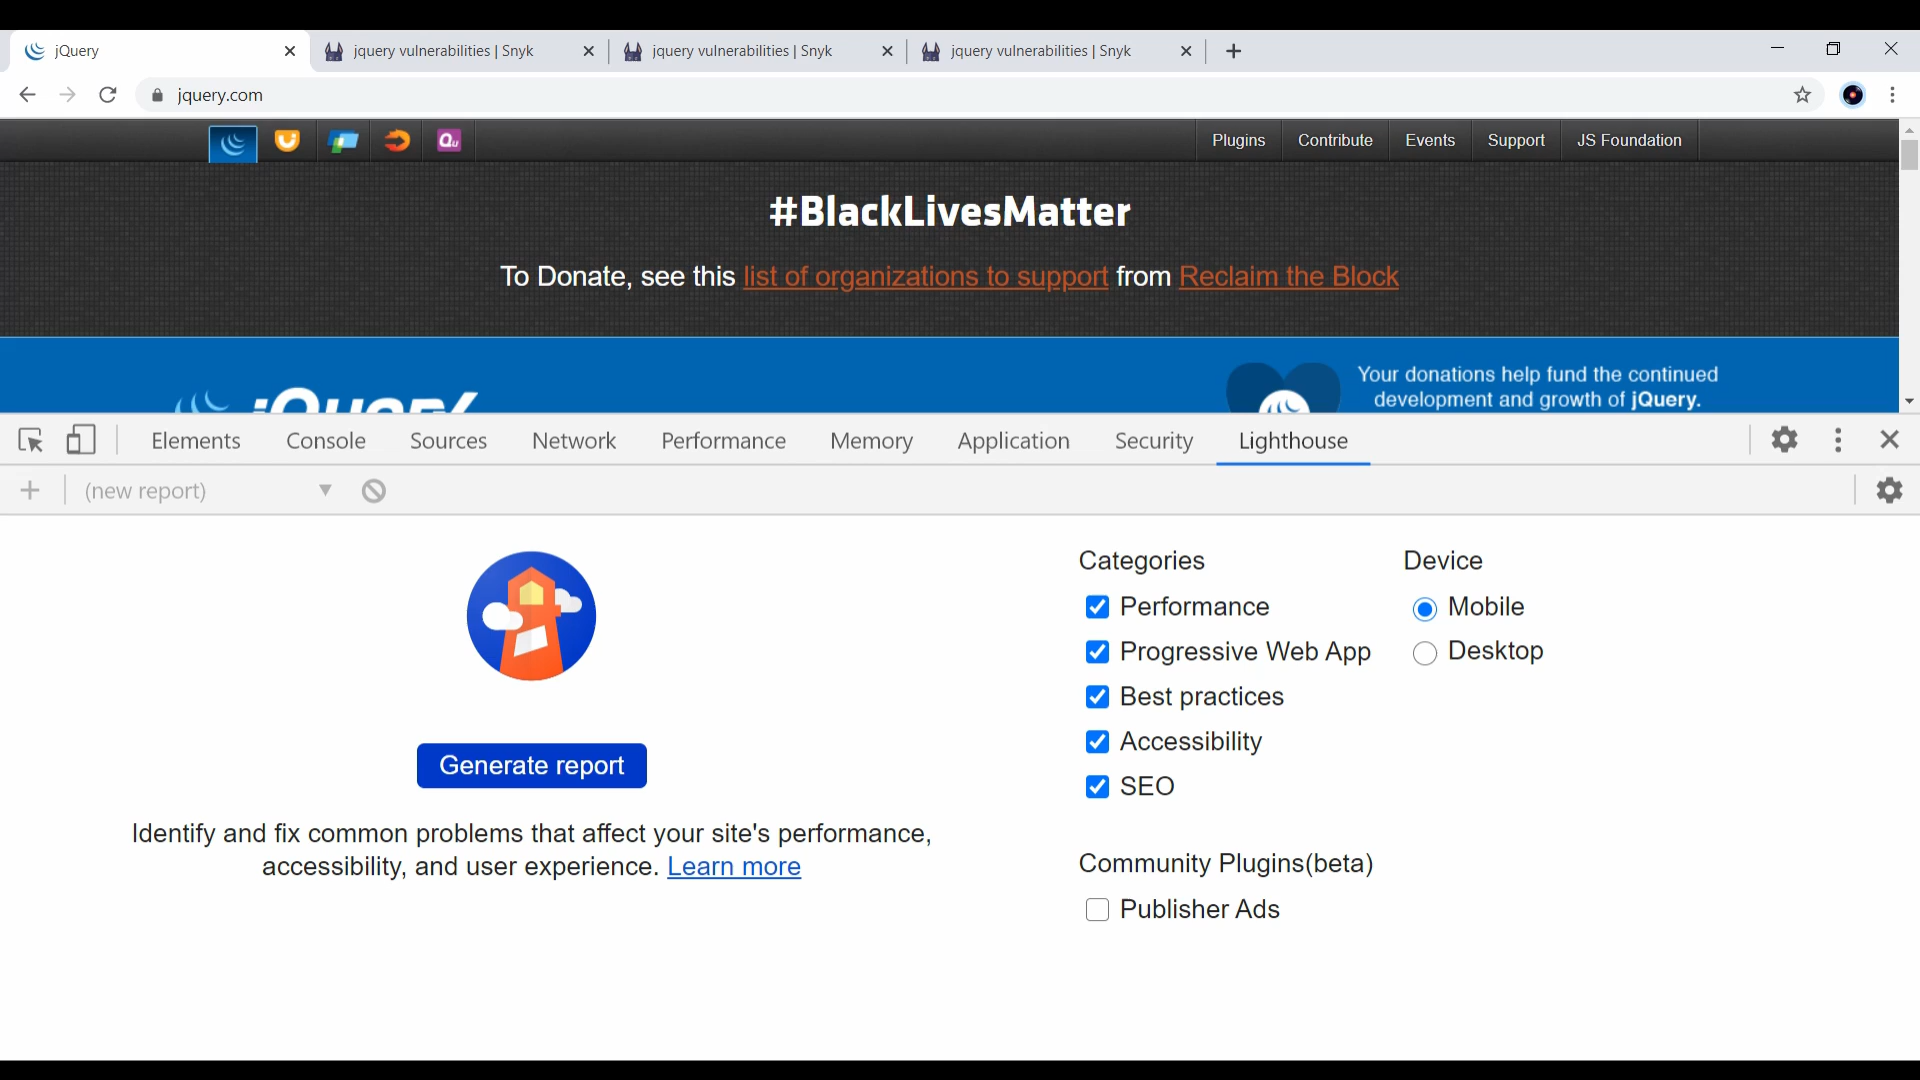 jQuery
jquery vulnerabilities | Snyk
jquery vulnerabilities | Snyk
jquery vulnerabilities | Snyk
jquery.com
Qu
Plugins
Contribute
Events
Support
JS Foundation
#BlackLivesMatter
To Donate, see this list of organizations to support from Reclaim the Block
jQuery
Your donations help fund the continued
development and growth of jQuery.
Elements
Console
Sources
Network
Performance
Memory
Application
Security
Lighthouse
(new report)
Generate report
Identify and fix common problems that affect your site's performance,
accessibility, and user experience. Learn more
Categories
Performance
Progressive Web App
Best practices
Accessibility
SEO
Device
Mobile
Desktop
Community Plugins(beta)
Publisher Ads